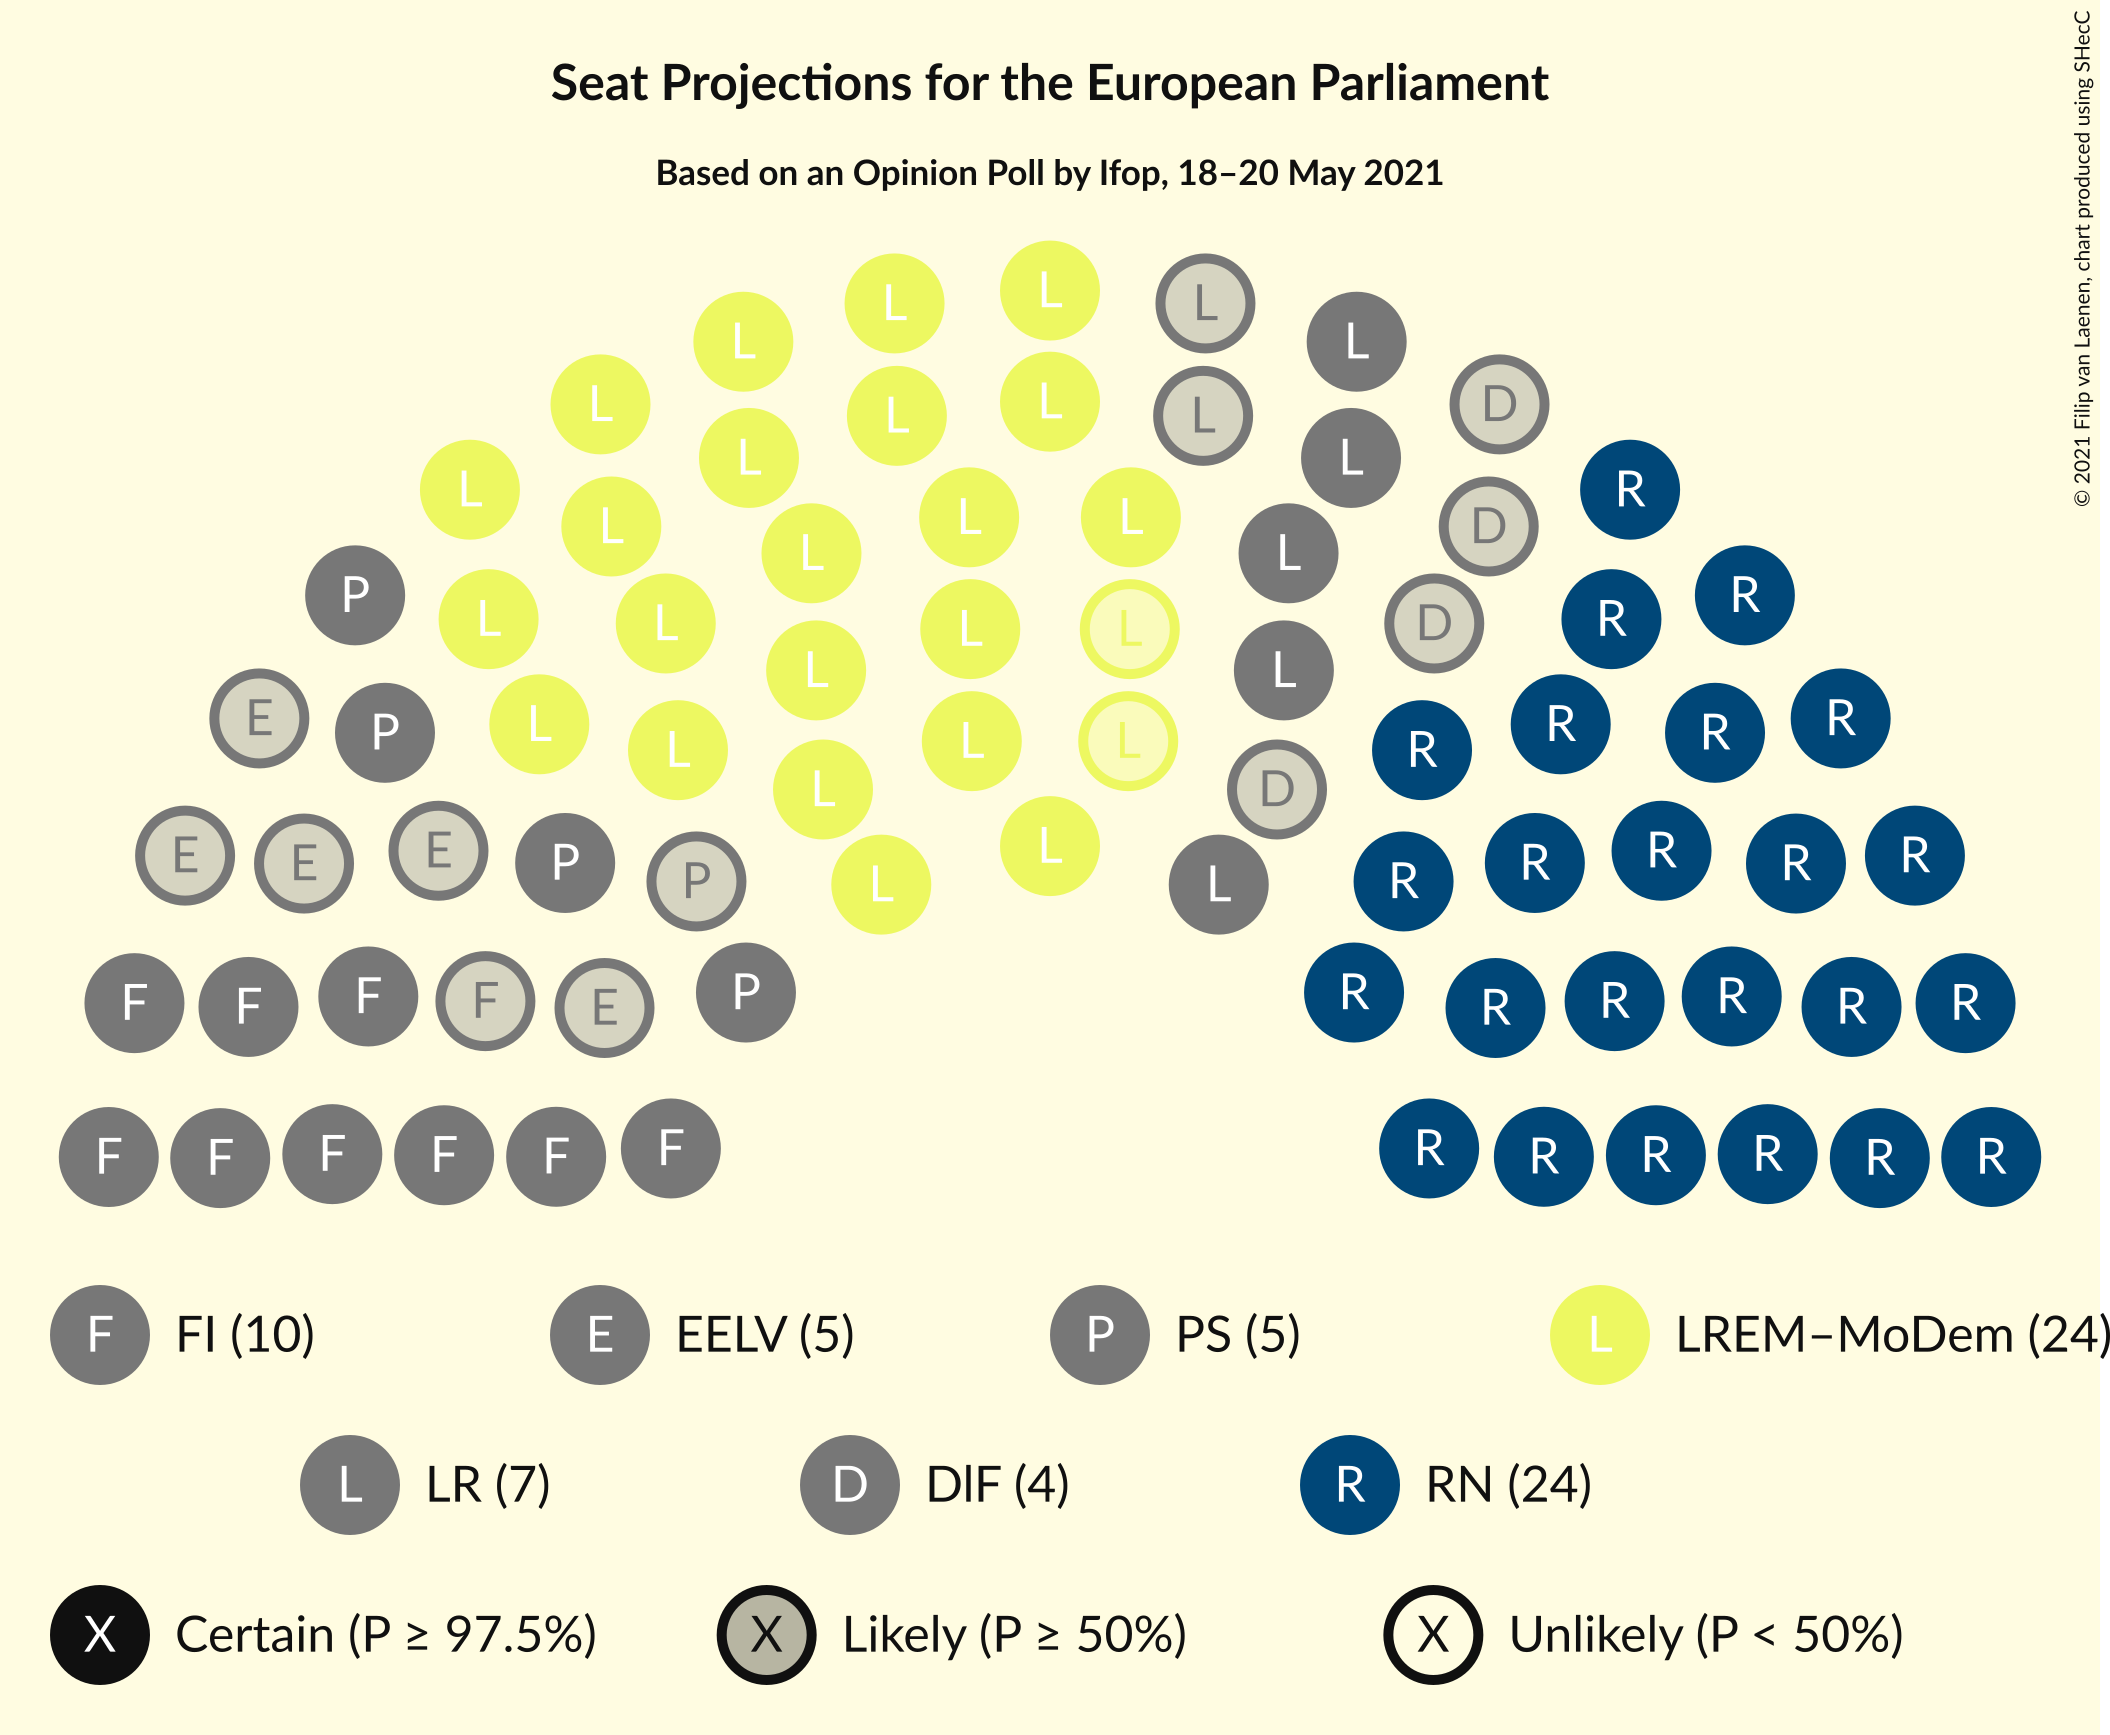 Seat Projections for the European Parliament
Based on an Opinion Poll by Ifop, 18–20 May 2021
© 2021 Filip van Laenen, chart produced using SHecC
L
L L
L L
L D
L L L
L L
L R
L L L
L D
L L
P R
L R
L L L D
L L
L
E R
P L L R R
L L L
L D R
E E E P P R R R R R
L L L
F F F F E P R R R R R R
F F F F F F R R R R R R
F FI (10) E EELV (5) P PS (5) L LREM–MoDem (24)
L LR (7) D DIF (4) R RN (24)
X Certain (P ≥ 97.5%) X Likely (P ≥ 50%) X Unlikely (P < 50%)